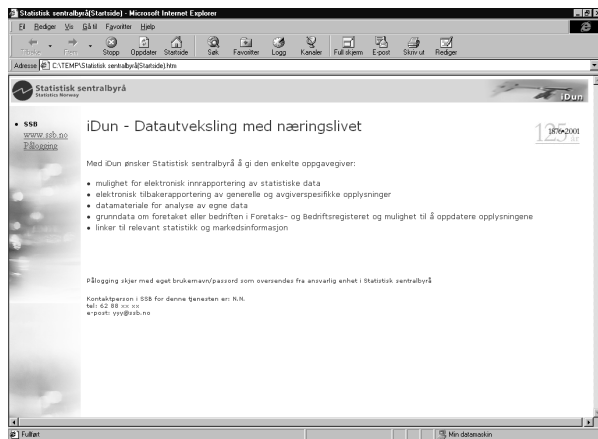 Statistisk sentralbyrå(Startside) - Microsoft Internet Explorer
Fil Rediger Vis Gå til Favoritter Hjelp
Tilbake Frem Stopp Oppdater Startside Søk Favoritter Logg Kanaler Full skjerm E-post Skriv ut Rediger
Adresse C:\TEMP\Statistisk sentralbyrå(Startside).htm
Statistisk sentralbyrå
Statistics Norway
iDun
SSB
www.ssb.no
Pålogging
iDun - Datautveksling med næringslivet
125 år
1876•2001
Med iDun ønsker Statistisk sentralbyrå å gi den enkelte oppgavegiver:
• mulighet for elektronisk innrapportering av statistiske data
• elektronisk tilbakerapportering av generelle og avgiverspesifikke opplysninger
• datamateriale for analyse av egne data
• grunndata om foretaket eller bedriften i Foretaks- og Bedriftsregisteret og mulighet til å oppdatere opplysningene
• linker til relevant statistikk og markedsinformasjon
Pålogging skjer med eget brukernavn/passord som oversendes fra ansvarlig enhet i Statistisk sentralbyrå
Kontaktperson i SSB for denne tjenesten er: N.N.
tel: 62 88 xx xx
e-post: yyy@ssb.no
Fullført
Min datamaskin